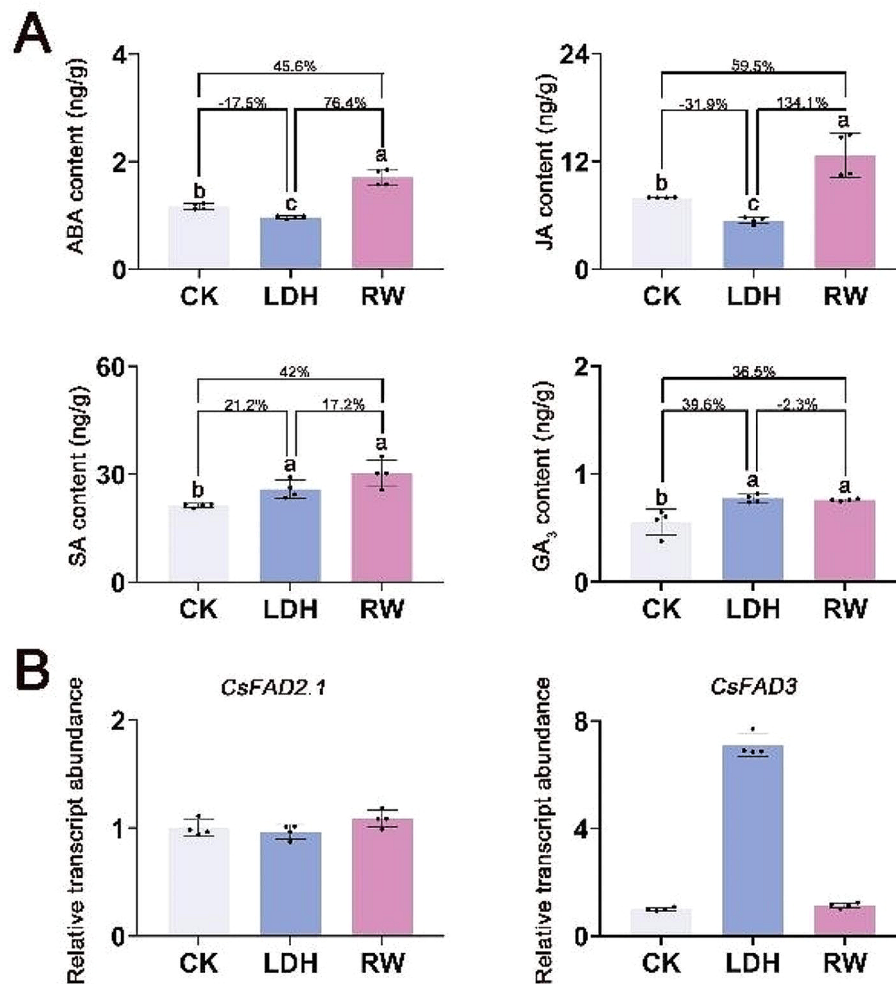 A
ABA content (ng/g)
4
2
0
45.6%
-17.5%
76.4%
b
c
a
CK LDH RW
JA content (ng/g)
24
12
0
59.5%
-31.9%
134.1%
b
c
a
CK LDH RW
SA content (ng/g)
60
30
0
42%
21.2%
17.2%
b
a
a
CK LDH RW
GA3 content (ng/g)
2
1
0
36.5%
39.6%
-2.3%
b
a
a
CK LDH RW
B
CsFAD2.1
Relative transcript abundance
2
1
0
CK LDH RW
CsFAD3
Relative transcript abundance
8
4
0
CK LDH RW